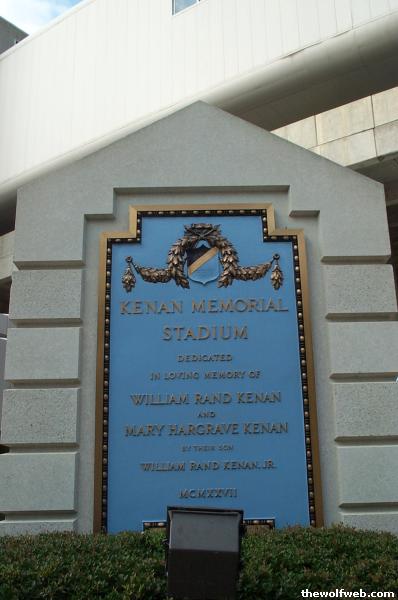 KENAN MEMORIAL
STADIUM
DEDICATED
IN LOVING MEMORY OF
WILLIAM RAND KENAN
AND
MARY HARGRAVE KENAN
BY THEIR SON
WILLIAM RAND KENAN, JR.
MCMXXVII
thewolfweb.com